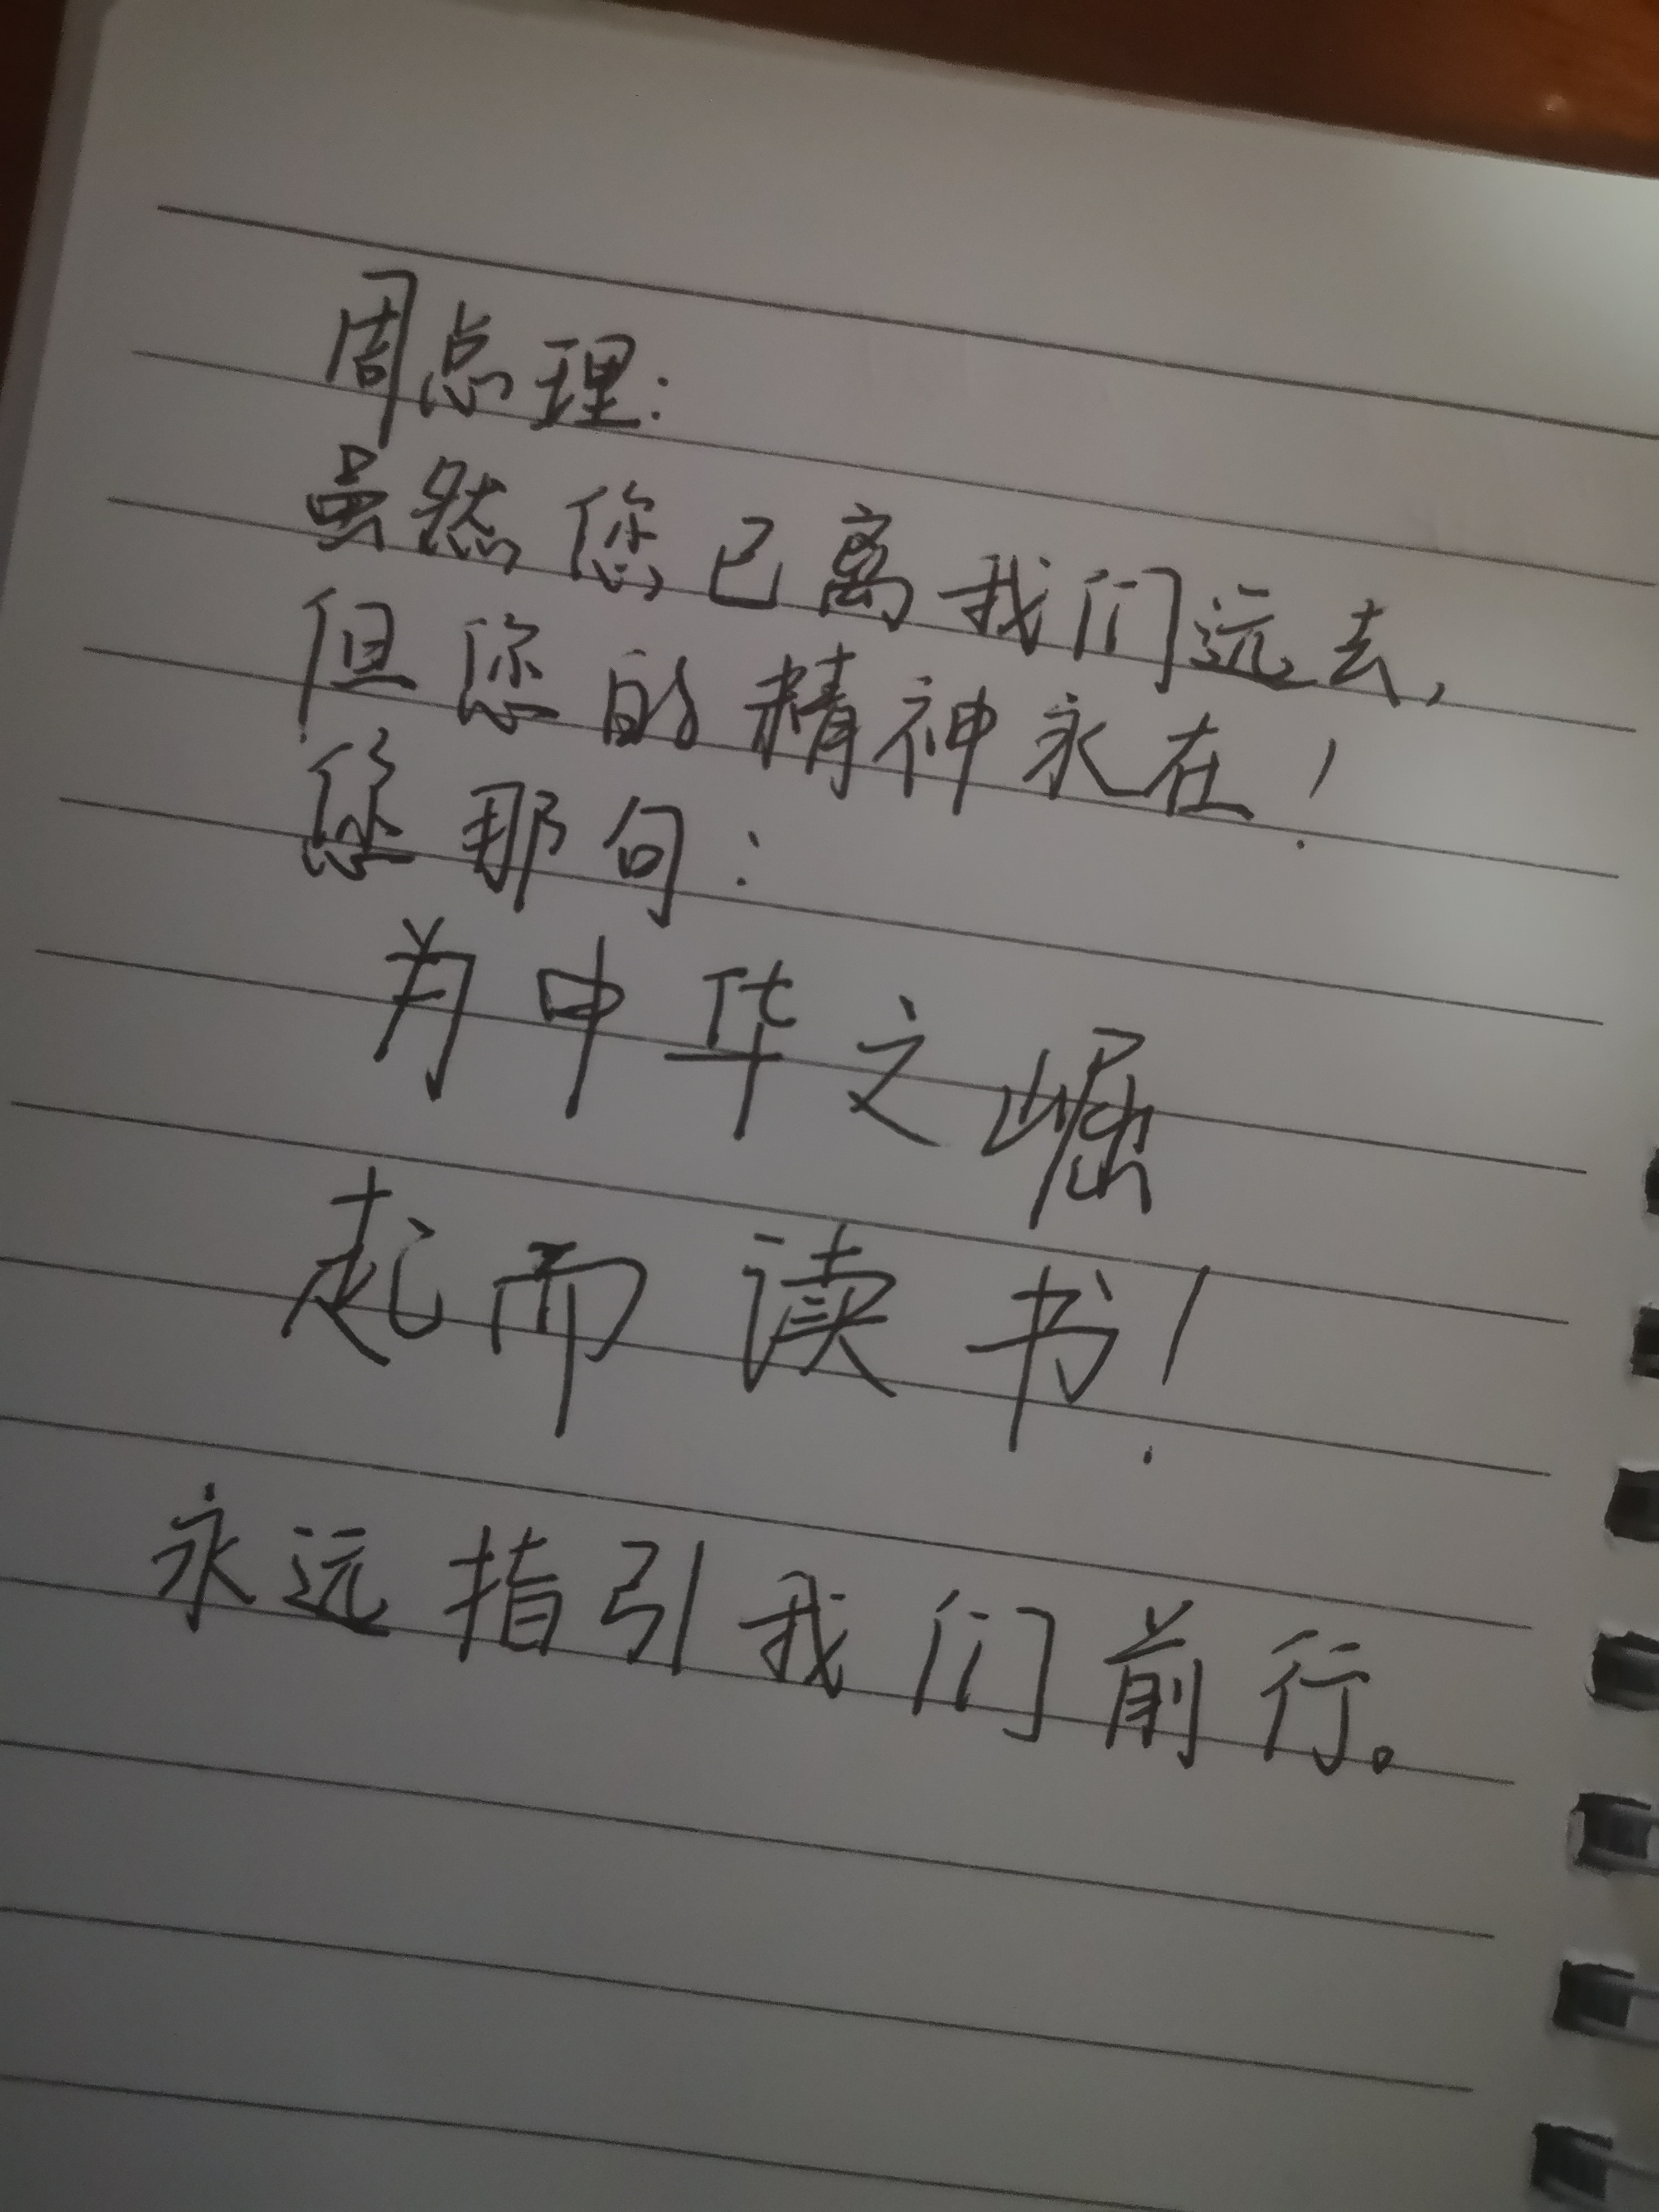 周总理：
虽然您已离我们远去，
但您的精神永在！
您那句：
为中华之崛
起而读书！
永远指引我们前行。